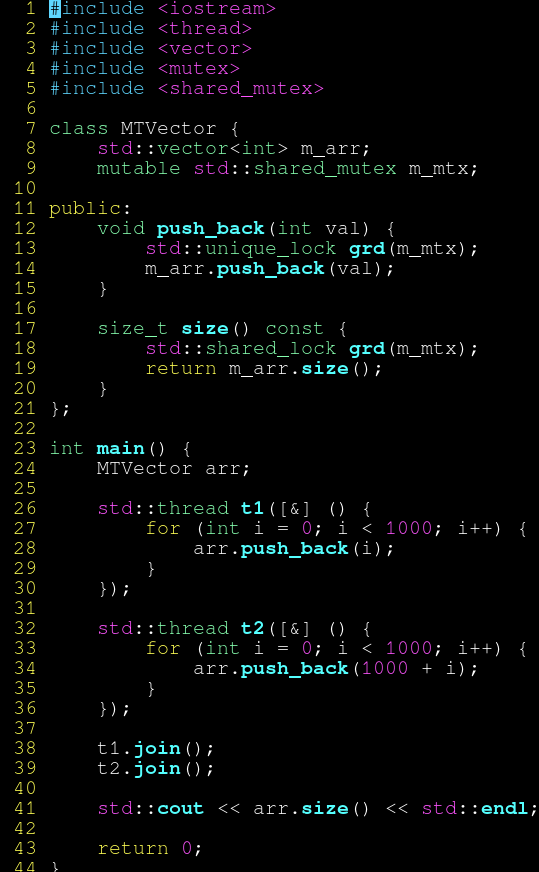 1 #include <iostream>
2 #include <thread>
3 #include <vector>
4 #include <mutex>
5 #include <shared_mutex>
6
7 class MTVector {
8     std::vector<int> m_arr;
9     mutable std::shared_mutex m_mtx;
10
11 public:
12     void push_back(int val) {
13         std::unique_lock grd(m_mtx);
14         m_arr.push_back(val);
15     }
16
17     size_t size() const {
18         std::shared_lock grd(m_mtx);
19         return m_arr.size();
20     }
21 };
22
23 int main() {
24     MTVector arr;
25
26     std::thread t1([&] () {
27         for (int i = 0; i < 1000; i++) {
28             arr.push_back(i);
29         }
30     });
31
32     std::thread t2([&] () {
33         for (int i = 0; i < 1000; i++) {
34             arr.push_back(1000 + i);
35         }
36     });
37
38     t1.join();
39     t2.join();
40
41     std::cout << arr.size() << std::endl;
42
43     return 0;
44 }